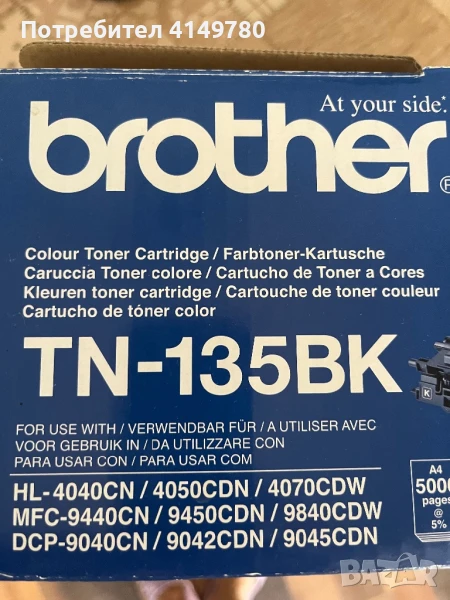 Потребител 4149780
At your side.*
brother
®
Colour Toner Cartridge / Farbtoner-Kartusche
Caruccia Toner colore / Cartucho de Toner a Cores
Kleuren toner cartridge / Cartouche de toner couleur
Cartucho de tóner color
TN-135BK
K
FOR USE WITH / VERWENDBAR FÜR / A UTILISER AVEC
VOOR GEBRUIK IN / DA UTILIZZARE CON
PARA USAR CON / PARA USAR COM
HL-4040CN / 4050CDN / 4070CDW
MFC-9440CN / 9450CDN / 9840CDW
DCP-9040CN / 9042CDN / 9045CDN
A4
5000
pages
@
5%
BAZAR